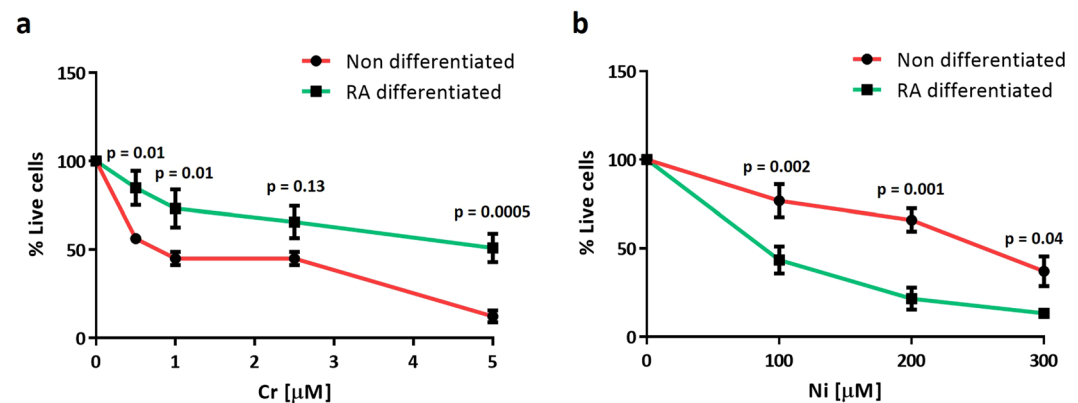 a
Non differentiated
RA differentiated
150
100
50
0
% Live cells
p = 0.01
p = 0.01
p = 0.13
p = 0.0005
0 1 2 3 4 5
Cr [μM]
b
Non differentiated
RA differentiated
150
100
50
0
% Live cells
p = 0.002
p = 0.001
p = 0.04
0 100 200 300
Ni [μM]